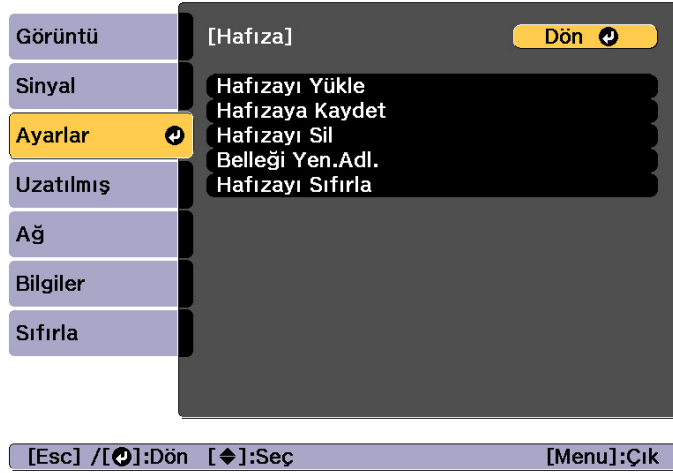 Görüntü
Sinyal
Ayarlar
Uzatılmış
Ağ
Bilgiler
Sıfırla
[Hafıza]
Dön
Hafızayı Yükle
Hafızaya Kaydet
Hafızayı Sil
Belleği Yen.Adl.
Hafızayı Sıfırla
[Esc] /[⏎]:Dön [◆]:Seç [Menu]:Çık